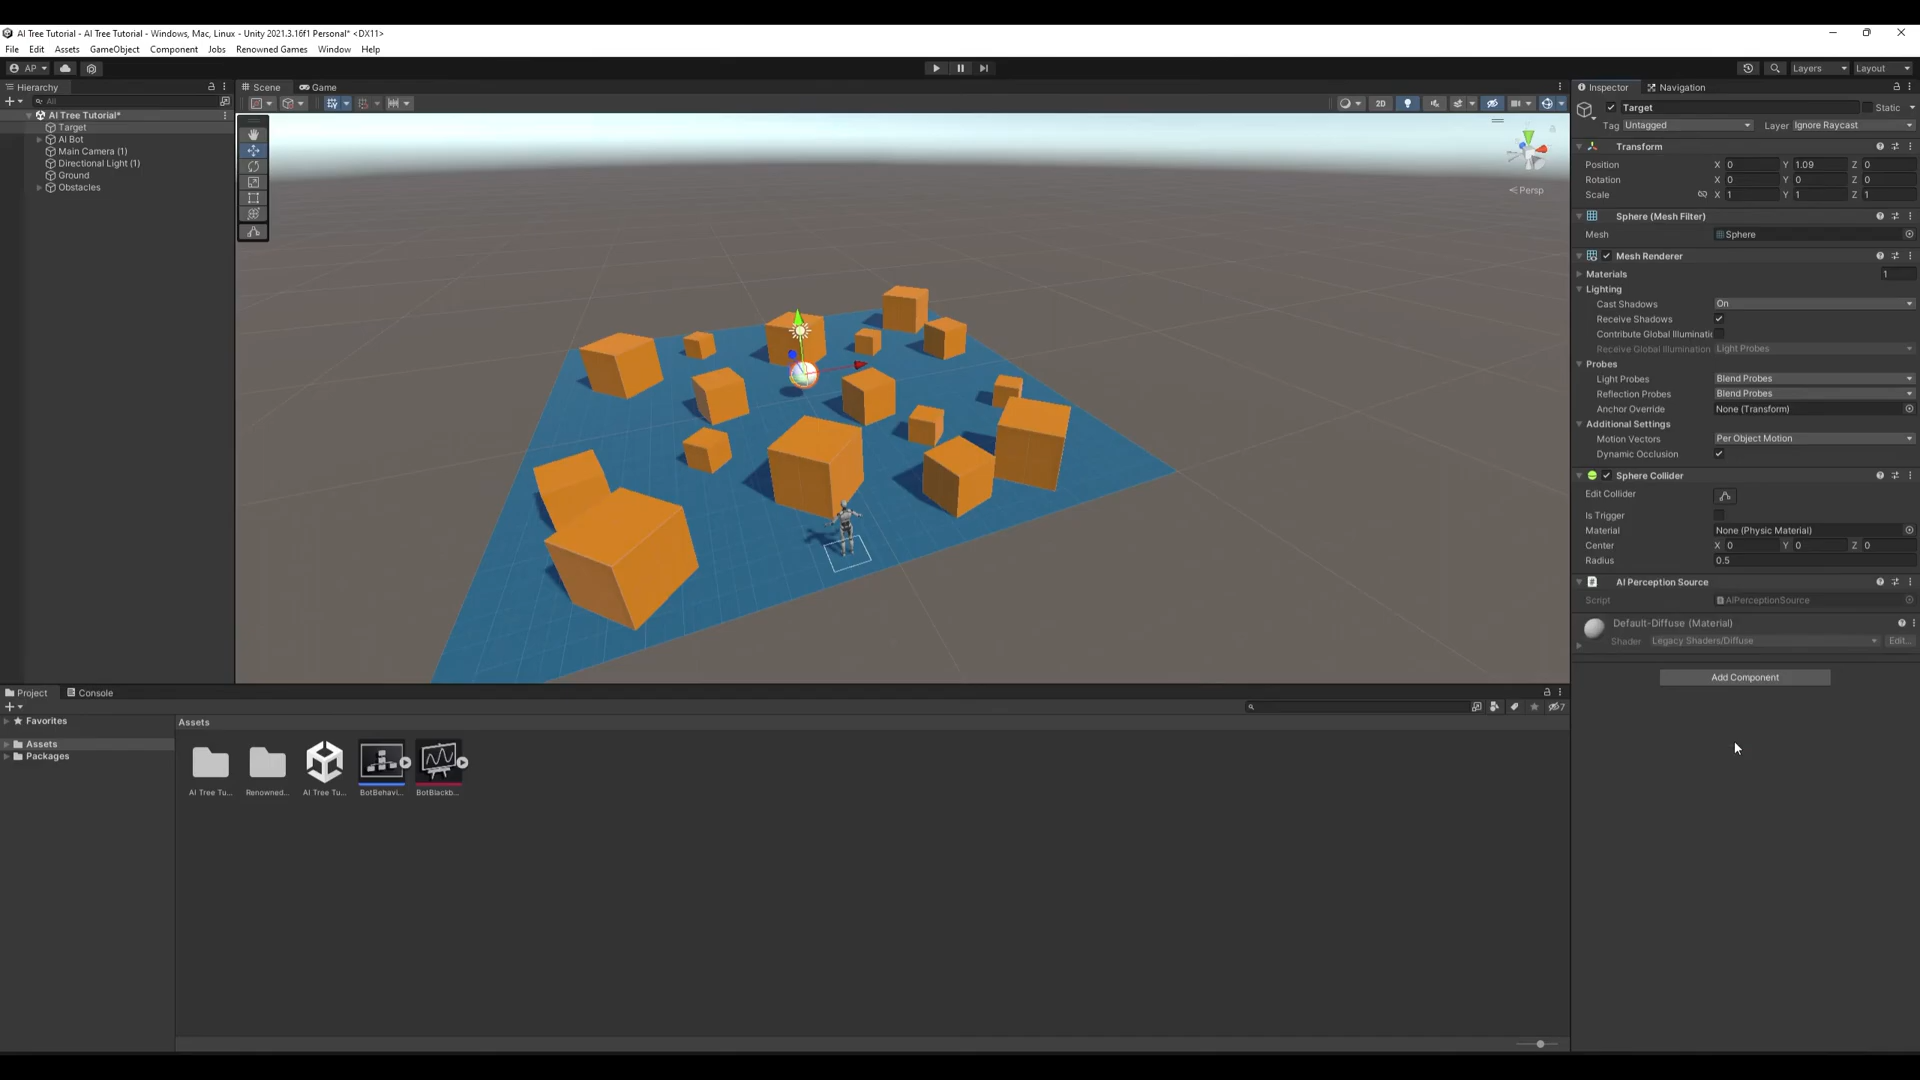 AI Tree Tutorial - AI Tree Tutorial - Windows, Mac, Linux - Unity 2021.3.16f1 Personal* <DX11>
File Edit Assets GameObject Component Jobs Renowned Games Window Help
AP
Layers Layout
Hierarchy
All
AI Tree Tutorial*
Target
AI Bot
Main Camera (1)
Directional Light (1)
Ground
Obstacles
Scene Game
2D
Persp
Inspector Navigation
Target Static
Tag Untagged Layer Ignore Raycast
Transform
Position X 0 Y 1.09 Z 0
Rotation X 0 Y 0 Z 0
Scale X 1 Y 1 Z 1
Sphere (Mesh Filter)
Mesh Sphere
Mesh Renderer
Materials 1
Lighting
Cast Shadows On
Receive Shadows
Contribute Global Illuminati
Receive Global Illumination Light Probes
Probes
Light Probes Blend Probes
Reflection Probes Blend Probes
Anchor Override None (Transform)
Additional Settings
Motion Vectors Per Object Motion
Dynamic Occlusion
Sphere Collider
Edit Collider
Is Trigger
Material None (Physic Material)
Center X 0 Y 0 Z 0
Radius 0.5
AI Perception Source
Script AIPerceptionSource
Default-Diffuse (Material)
Shader Legacy Shaders/Diffuse Edit...
Add Component
Project Console
7
Favorites
Assets
Packages
Assets
AI Tree Tu... Renowned... AI Tree Tu... BotBehavi... BotBlackb...